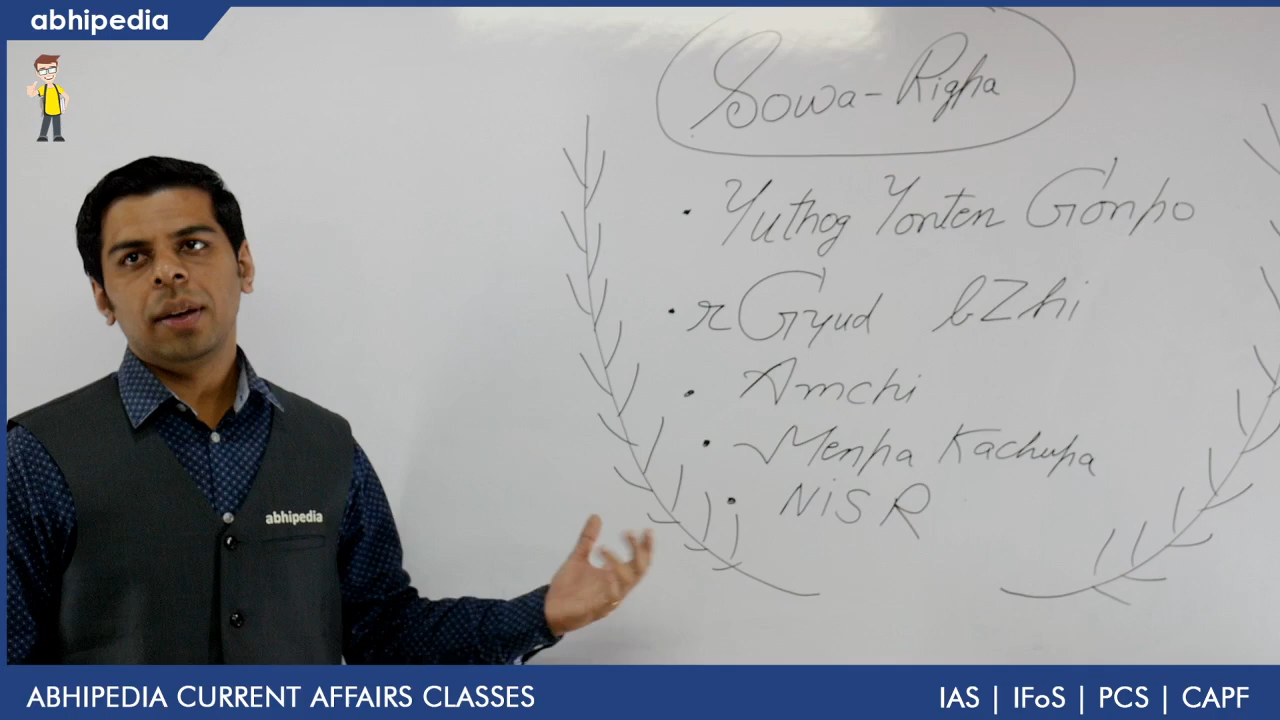 abhipedia
Sowa-Rigpa
• Yuthog Yonten Gonpo
• rGyud bZhi
• Amchi
• Menpa Kachupa
• NiSR
abhipedia
ABHIPEDIA CURRENT AFFAIRS CLASSES
IAS | IFoS | PCS | CAPF